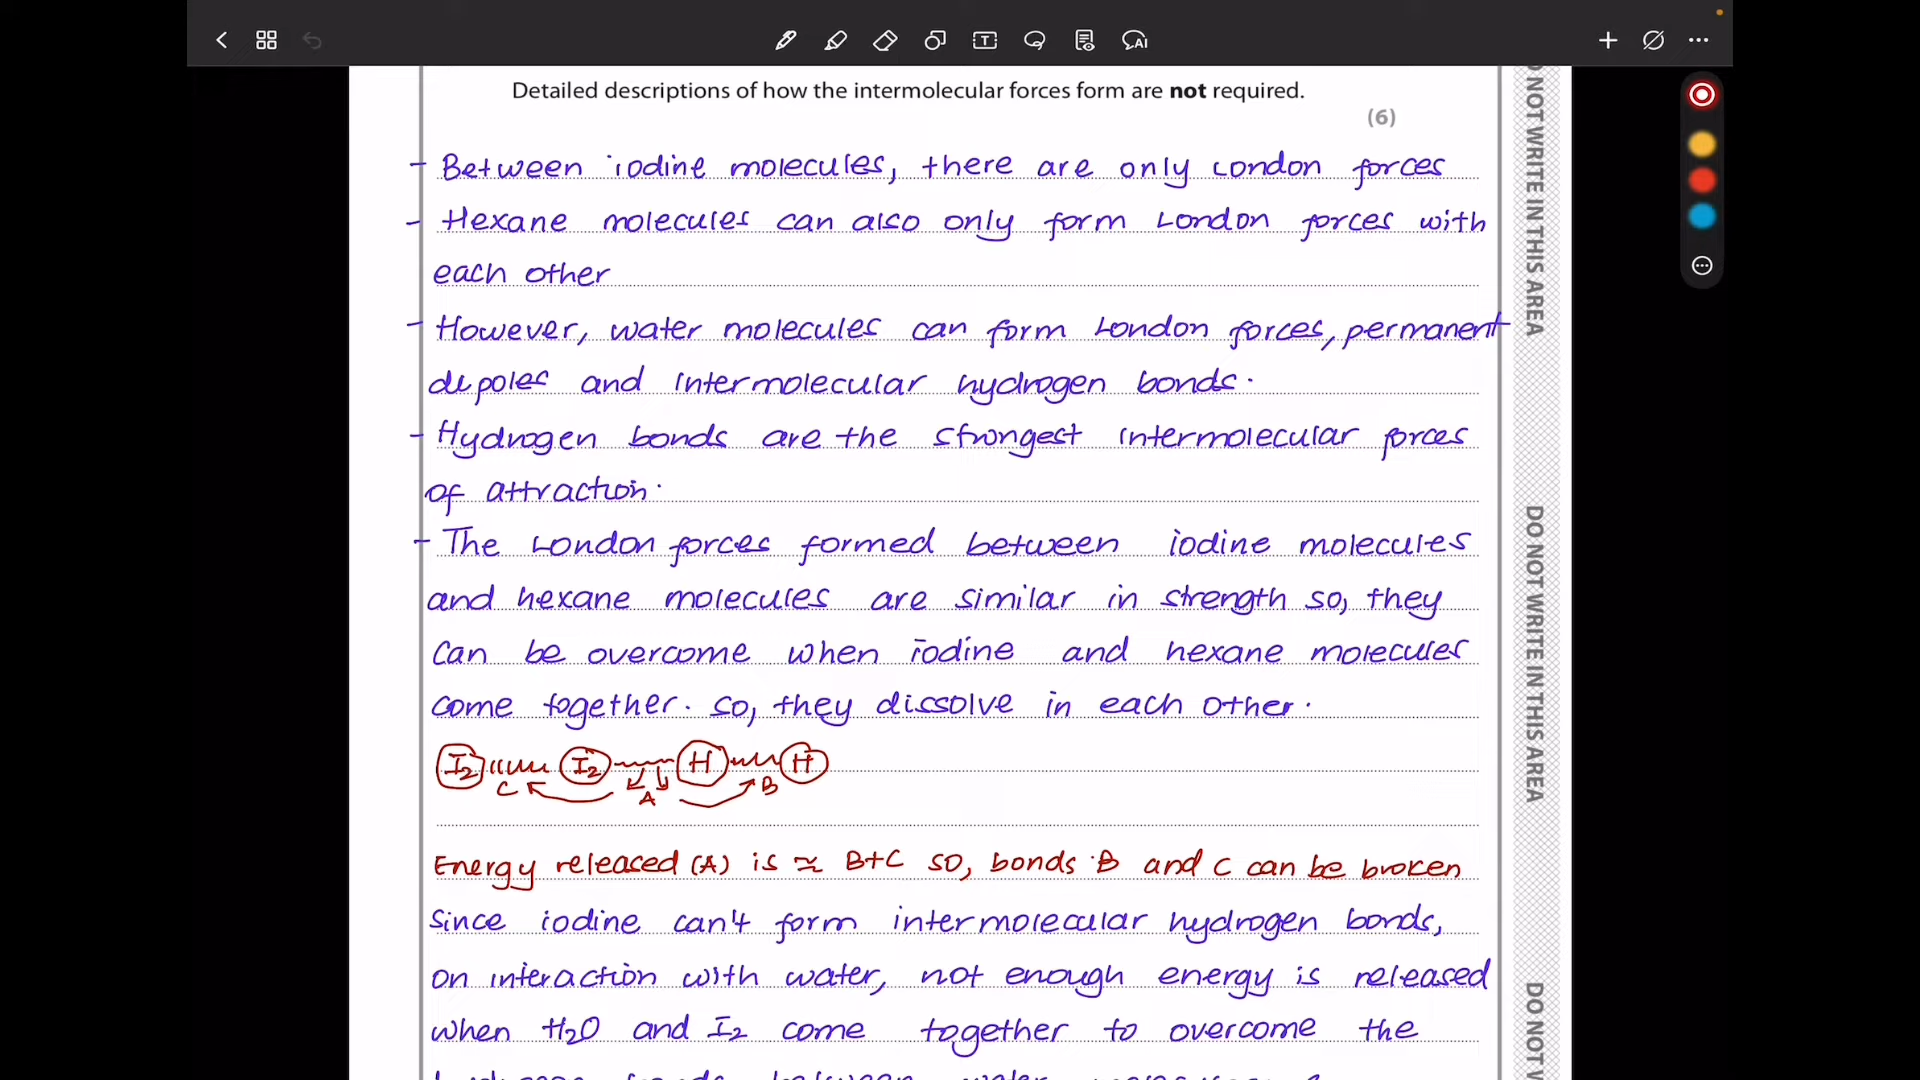 Detailed descriptions of how the intermolecular forces form are not required.
(6)
- Between iodine molecules, there are only London forces
- Hexane molecules can also only form London forces with
each other
- However, water molecules can form London forces, permanent
dipoles and intermolecular hydrogen bonds.
- Hydrogen bonds are the strongest intermolecular forces
of attraction.
- The London forces formed between iodine molecules
and hexane molecules are similar in strength so, they
can be overcome when iodine and hexane molecules
come together. So, they dissolve in each other.
I2 I2 H H
C A B
Energy released (A) is ≃ B+C so, bonds B and C can be broken
Since iodine can't form intermolecular hydrogen bonds,
on interaction with water, not enough energy is released
when H2O and I2 come together to overcome the
between water
DO NOT WRITE IN THIS AREA
DO NOT WRITE IN THIS AREA
DO NOT W
T
AI